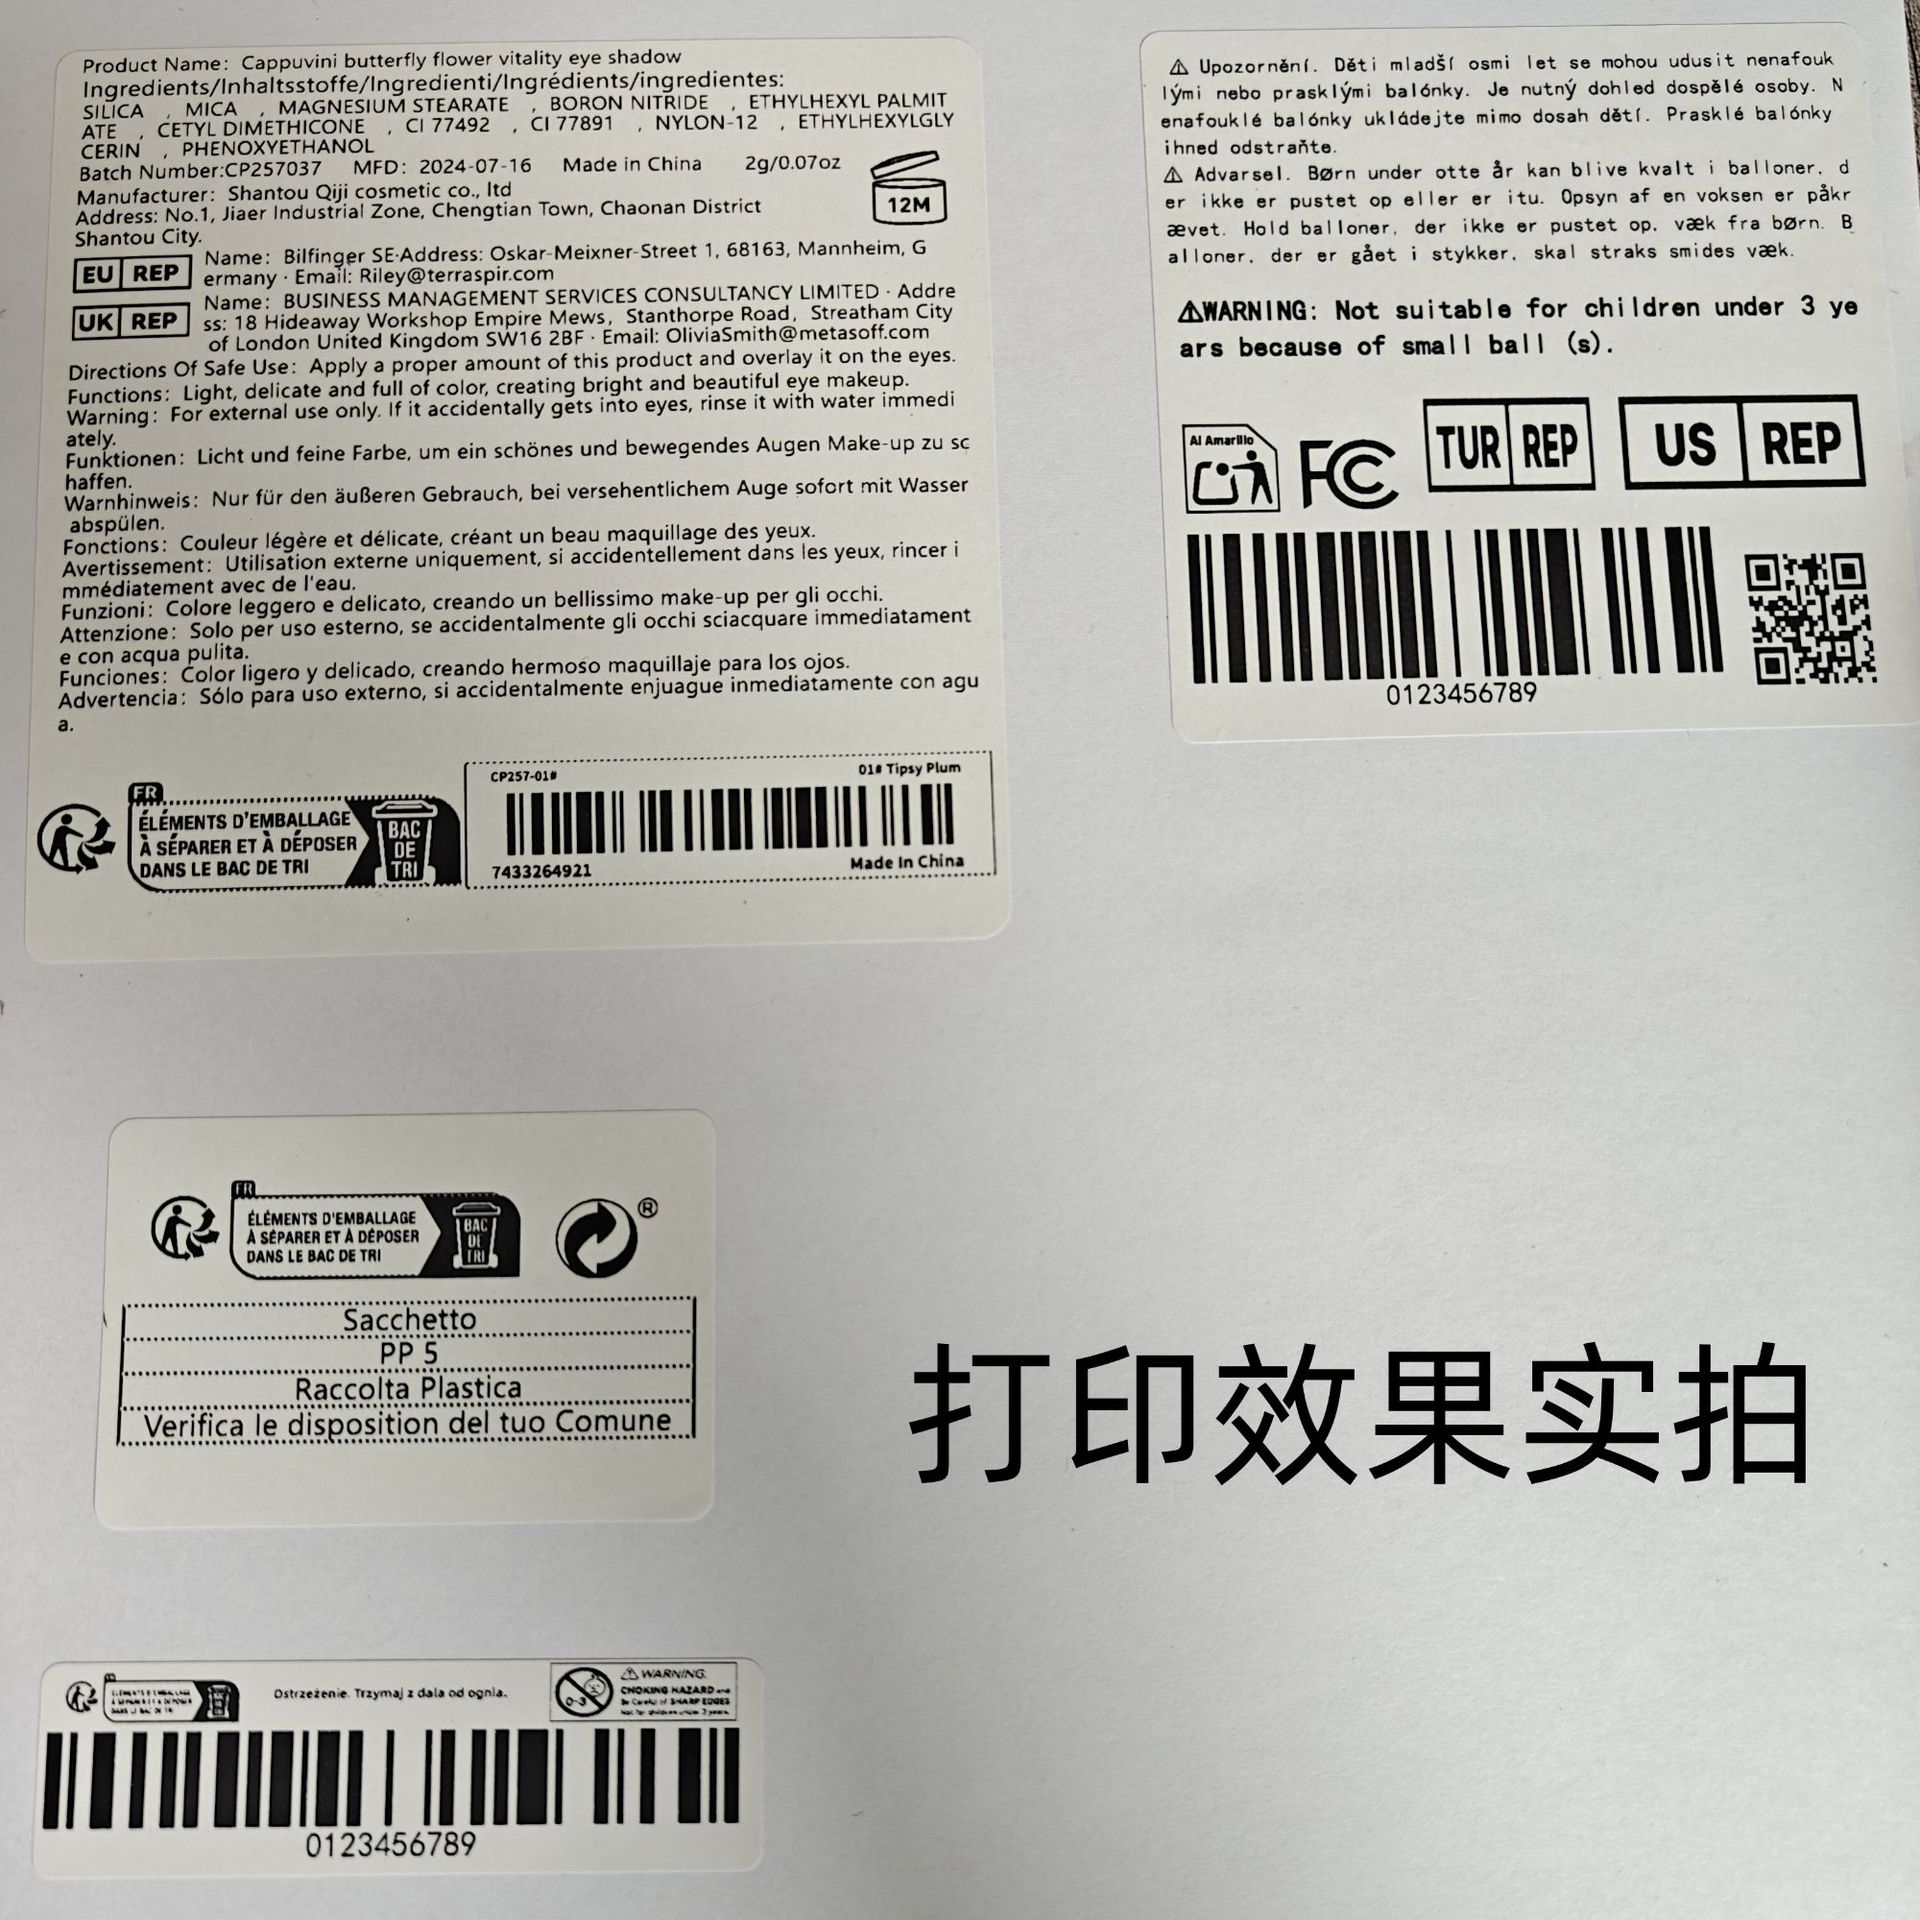 Product Name: Cappuvini butterfly flower vitality eye shadow
Ingredients/Inhaltsstoffe/Ingredienti/Ingrédients/ingredientes:
SILICA , MICA , MAGNESIUM STEARATE , BORON NITRIDE , ETHYLHEXYL PALMIT
ATE , CETYL DIMETHICONE , CI 77492 , CI 77891 , NYLON-12 , ETHYLHEXYLGLY
CERIN , PHENOXYETHANOL
Batch Number:CP257037 MFD: 2024-07-16 Made in China 2g/0.07oz
12M
Manufacturer: Shantou Qiji cosmetic co., ltd
Address: No.1, Jiaer Industrial Zone, Chengtian Town, Chaonan District
Shantou City.
EU REP
Name: Bilfinger SE·Address: Oskar-Meixner-Street 1, 68163, Mannheim, G
ermany · Email: Riley@terraspir.com
UK REP
Name: BUSINESS MANAGEMENT SERVICES CONSULTANCY LIMITED · Addre
ss: 18 Hideaway Workshop Empire Mews, Stanthorpe Road, Streatham City
of London United Kingdom SW16 2BF · Email: OliviaSmith@metasoff.com
Directions Of Safe Use: Apply a proper amount of this product and overlay it on the eyes.
Functions: Light, delicate and full of color, creating bright and beautiful eye makeup.
Warning: For external use only. If it accidentally gets into eyes, rinse it with water immedi
ately.
Funktionen: Licht und feine Farbe, um ein schönes und bewegendes Augen Make-up zu sc
haffen.
Warnhinweis: Nur für den äußeren Gebrauch, bei versehentlichem Auge sofort mit Wasser
abspülen.
Fonctions: Couleur légère et délicate, créant un beau maquillage des yeux.
Avertissement: Utilisation externe uniquement, si accidentellement dans les yeux, rincer i
mmédiatement avec de l'eau.
Funzioni: Colore leggero e delicato, creando un bellissimo make-up per gli occhi.
Attenzione: Solo per uso esterno, se accidentalmente gli occhi sciacquare immediatament
e con acqua pulita.
Funciones: Color ligero y delicado, creando hermoso maquillaje para los ojos.
Advertencia: Sólo para uso externo, si accidentalmente enjuague inmediatamente con agu
a.
FR
ÉLÉMENTS D'EMBALLAGE
À SÉPARER ET À DÉPOSER
DANS LE BAC DE TRI
BAC
DE
TRI
CP257-01# 01# Tipsy Plum
7433264921 Made In China
⚠ Upozornění. Děti mladší osmi let se mohou udusit nenafouk
lými nebo prasklými balónky. Je nutný dohled dospělé osoby. N
enafouklé balónky ukládejte mimo dosah dětí. Prasklé balónky
ihned odstraňte.
⚠ Advarsel. Børn under otte år kan blive kvalt i balloner, d
er ikke er pustet op eller er itu. Opsyn af en voksen er påkr
ævet. Hold balloner, der ikke er pustet op, væk fra børn. B
alloner, der er gået i stykker, skal straks smides væk.
⚠WARNING: Not suitable for children under 3 ye
ars because of small ball (s).
Al Amarillo
FC
TUR REP
US REP
0123456789
FR
ÉLÉMENTS D'EMBALLAGE
À SÉPARER ET À DÉPOSER
DANS LE BAC DE TRI
BAC
DE
TRI
®
Sacchetto
PP 5
Raccolta Plastica
Verifica le disposition del tuo Comune
打印效果实拍
Ostrzeżenie. Trzymaj z dala od ognia.
0-3
⚠ WARNING.
CHOKING HAZARD and
Be Careful of SHARP EDGES
Not for children under 3 years.
0123456789